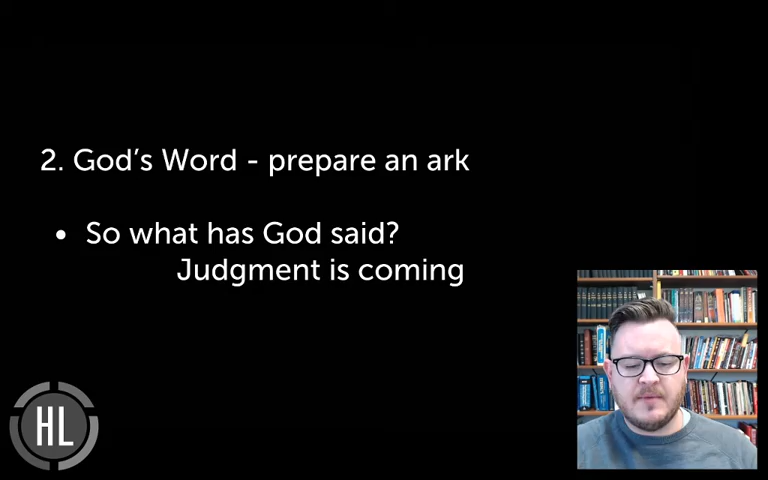 2. God's Word - prepare an ark
• So what has God said?
Judgment is coming
HL